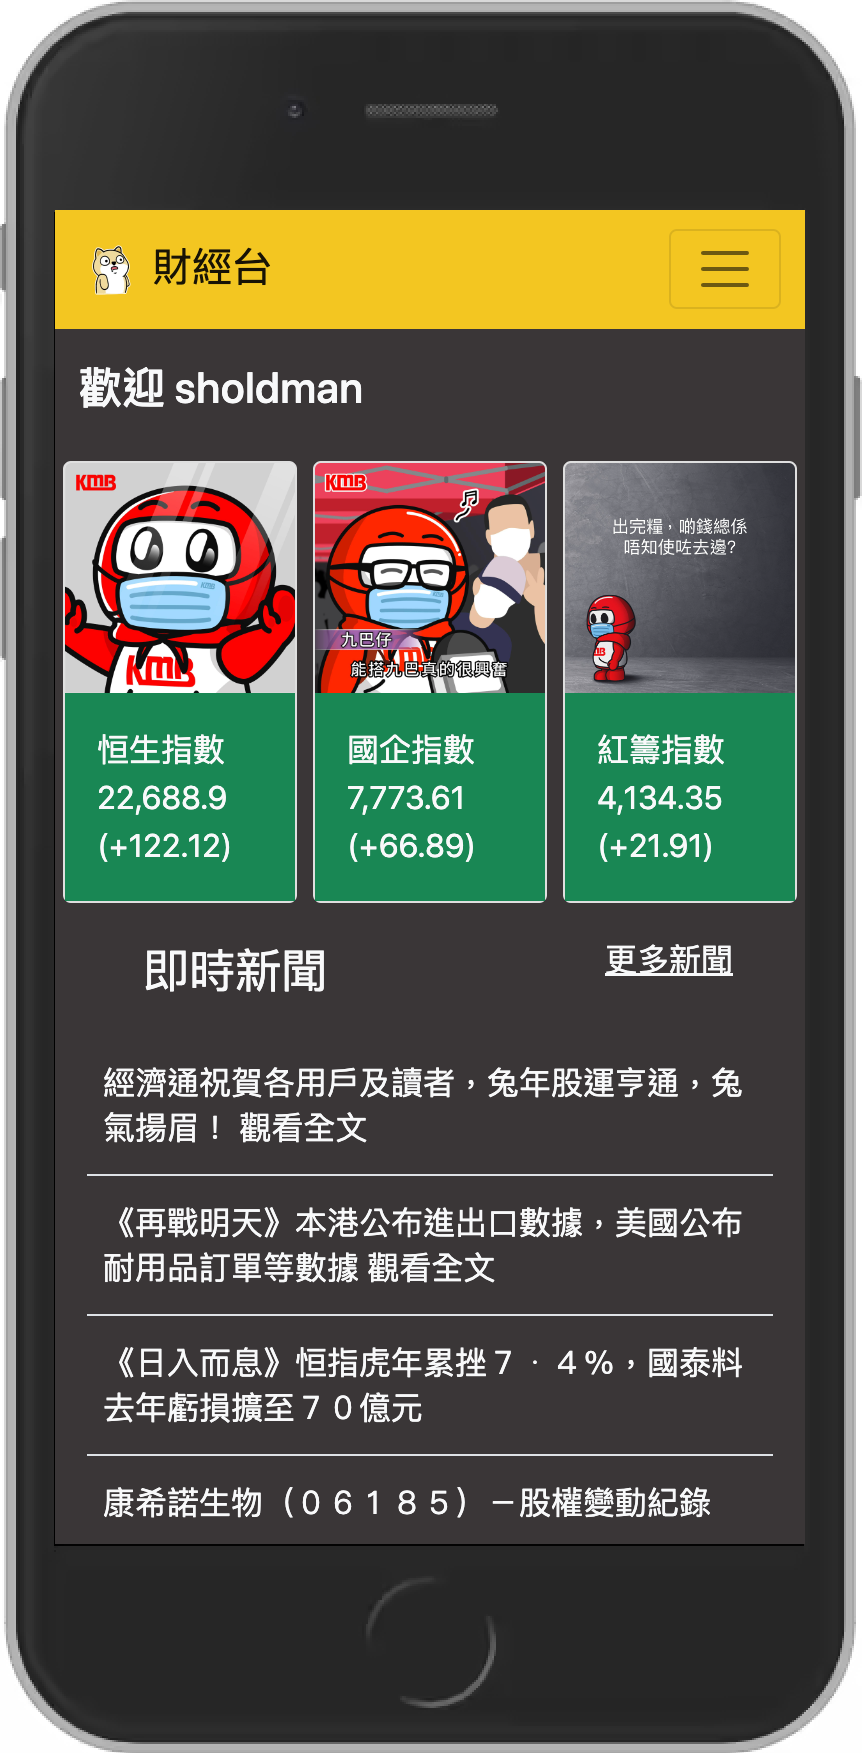 財經台
歡迎 sholdman
KMB
KMB
出完糧，啲錢總係
唔知使咗去邊?
九巴仔
能搭九巴真的很興奮
KMB
恒生指數
22,688.9
(+122.12)
國企指數
7,773.61
(+66.89)
紅籌指數
4,134.35
(+21.91)
即時新聞
更多新聞
經濟通祝賀各用戶及讀者，兔年股運亨通，兔
氣揚眉！ 觀看全文
《再戰明天》本港公布進出口數據，美國公布
耐用品訂單等數據 觀看全文
《日入而息》恒指虎年累挫７﹒４％，國泰料
去年虧損擴至７０億元
康希諾生物（０６１８５）－股權變動紀錄